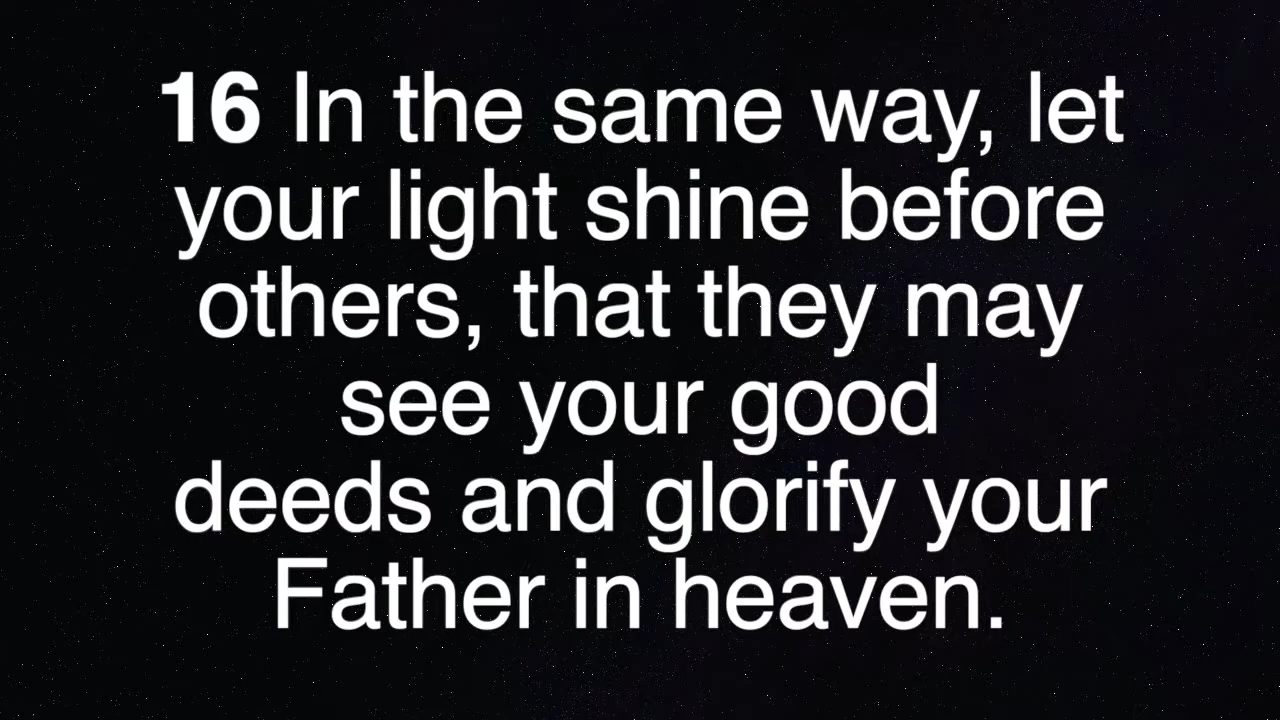 16 In the same way, let
your light shine before
others, that they may
see your good
deeds and glorify your
Father in heaven.